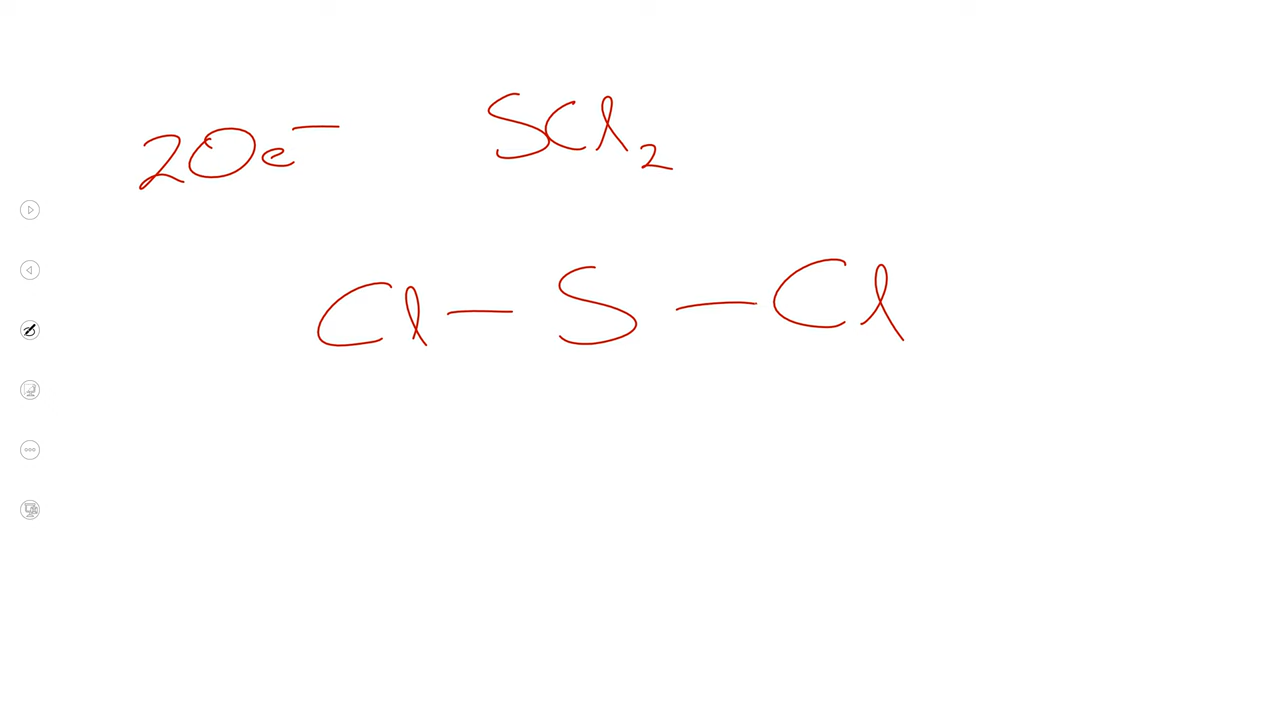 20e⁻ SCl₂
Cl — S — Cl